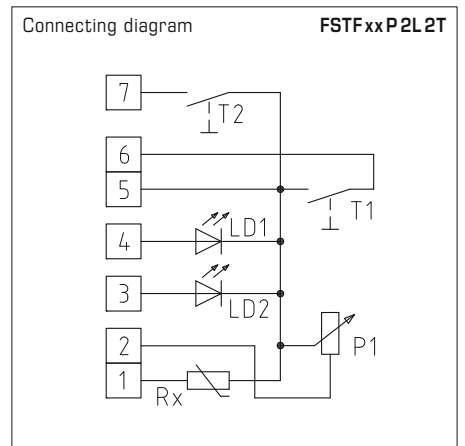 Connecting diagram FSTFxxP2L2T
7
T2
6
5
T1
4
LD1
3
LD2
2
P1
1
Rx